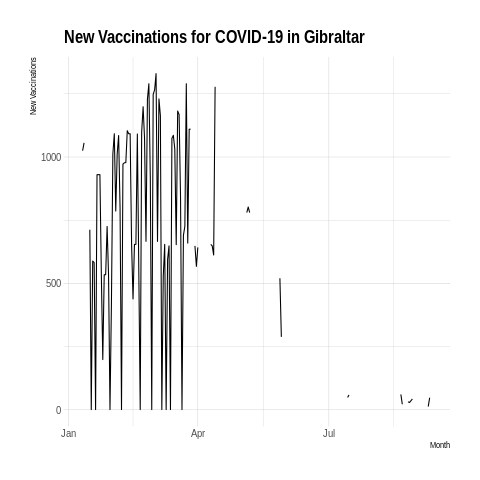 New Vaccinations for COVID-19 in Gibraltar
New Vaccinations
1000
500
0
Jan
Apr
Jul
Month